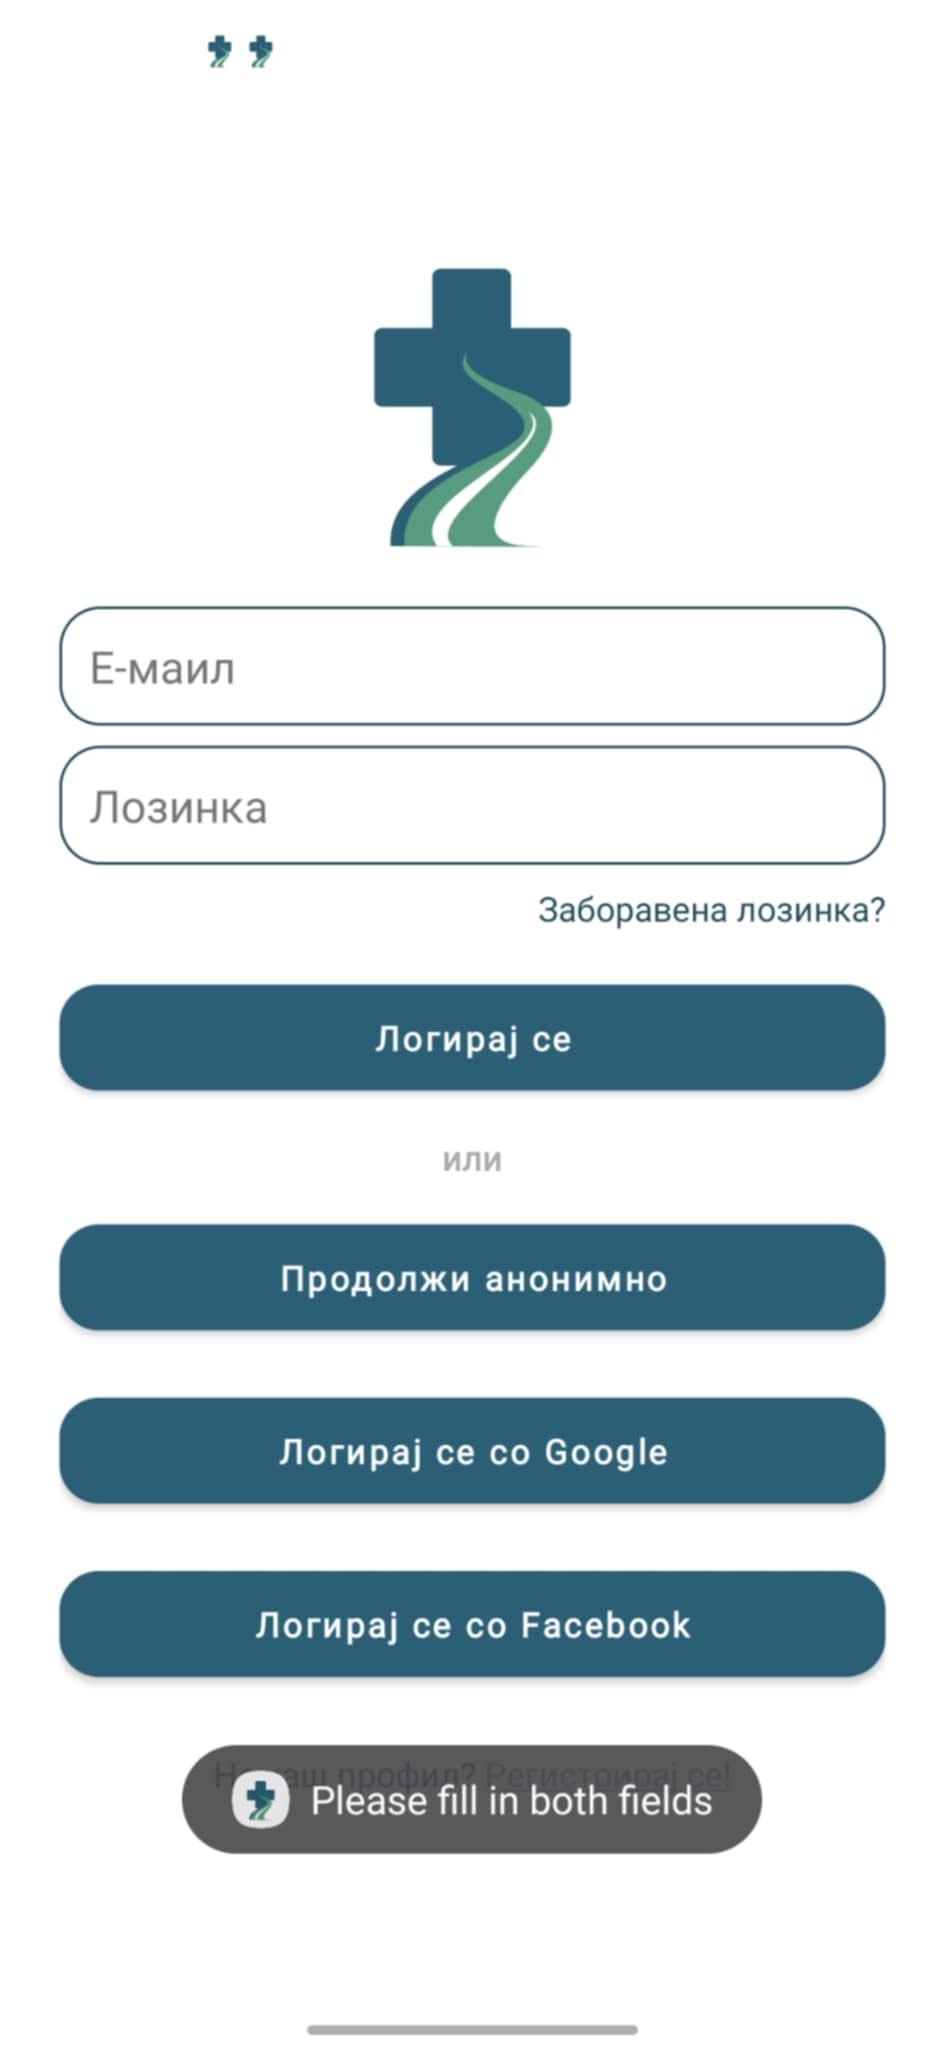 Е-маил
Лозинка
Заборавена лозинка?
Логирај се
или
Продолжи анонимно
Логирај се со Google
Логирај се со Facebook
профил? Регистрирај се!
Please fill in both fields